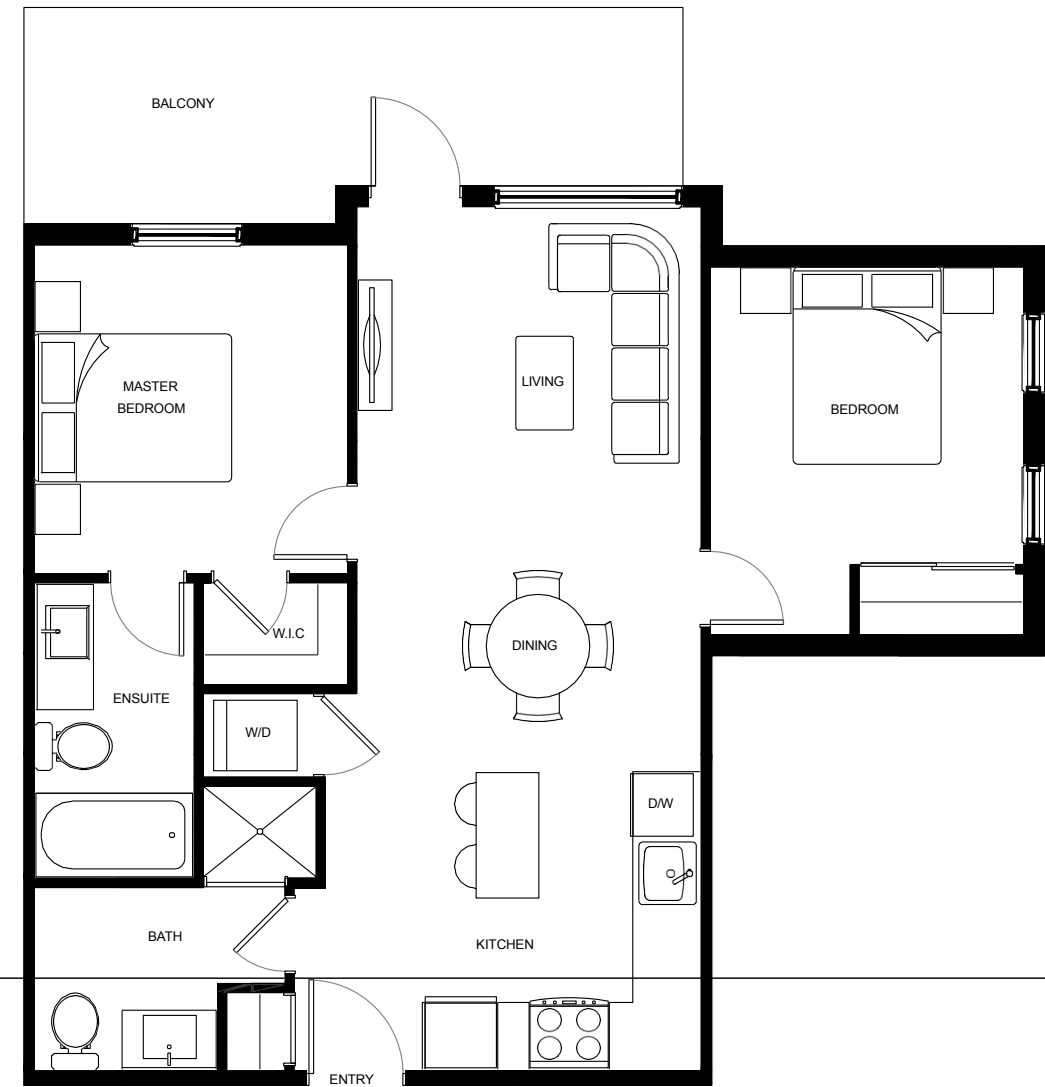 BALCONY
MASTER
BEDROOM
LIVING
BEDROOM
W.I.C
DINING
ENSUITE
W/D
D/W
BATH
KITCHEN
ENTRY